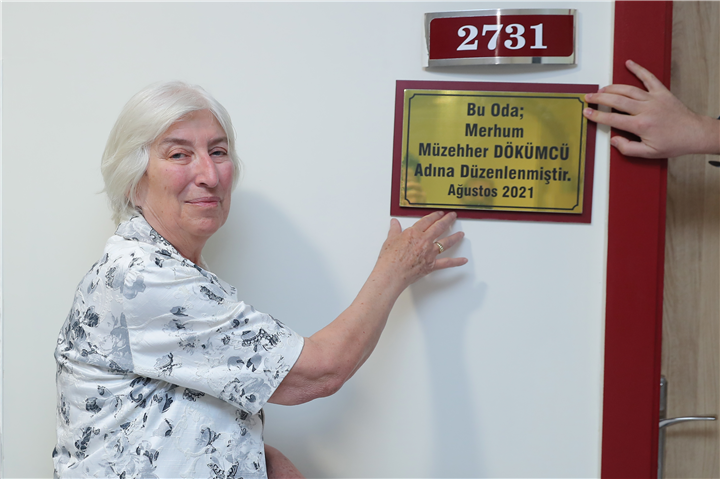 2731
Bu Oda;
Merhum
Müzehher DÖKÜMCÜ
Adına Düzenlenmiştir.
Ağustos 2021